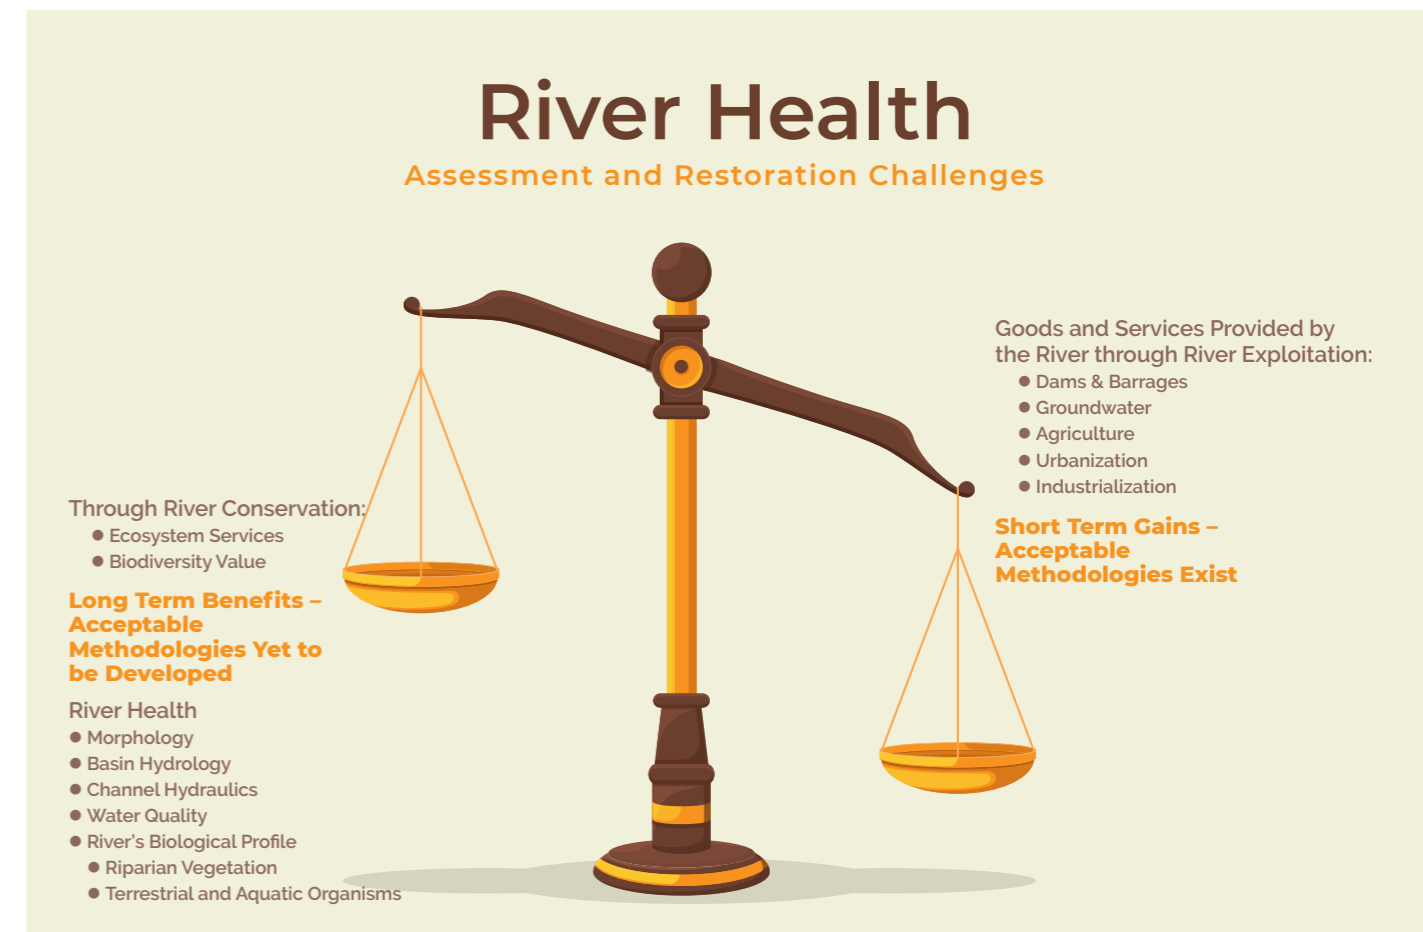 River Health
Assessment and Restoration Challenges
Goods and Services Provided by
the River through River Exploitation:
● Dams & Barrages
● Groundwater
● Agriculture
● Urbanization
● Industrialization
Short Term Gains –
Acceptable
Methodologies Exist
Through River Conservation:
● Ecosystem Services
● Biodiversity Value
Long Term Benefits –
Acceptable
Methodologies Yet to
be Developed
River Health
● Morphology
● Basin Hydrology
● Channel Hydraulics
● Water Quality
● River’s Biological Profile
● Riparian Vegetation
● Terrestrial and Aquatic Organisms